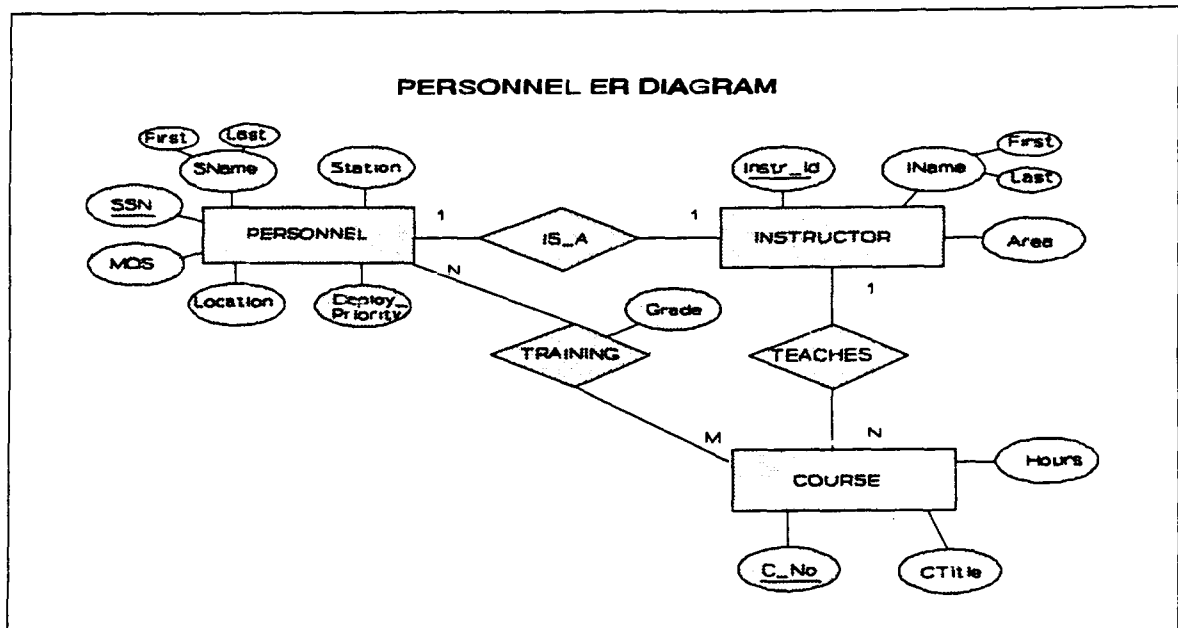 PERSONNEL ER DIAGRAM
First
Last
SName
Station
SSN
PERSONNEL
MOS
Location
Deploy_
Priority
1
IS_A
1
Instr_Id
IName
First
Last
INSTRUCTOR
Area
N
Grade
TRAINING
1
TEACHES
M
N
COURSE
Hours
C_No
CTitle